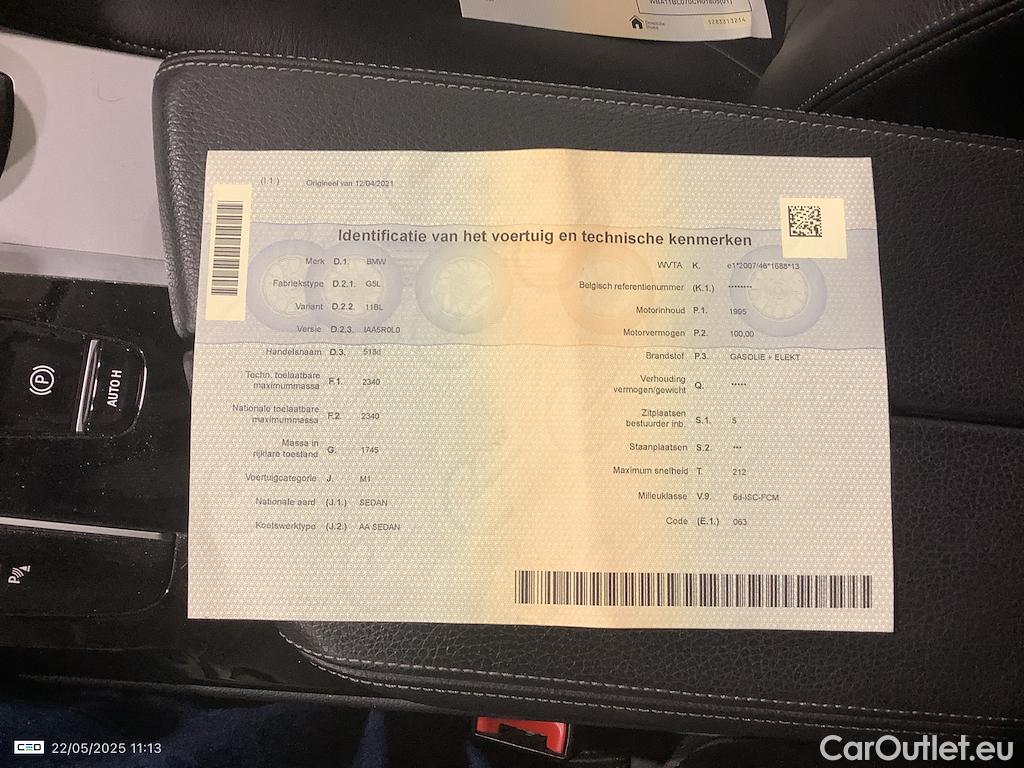 WBA11BL070CH01605(01)
5283313214
(I.1.) Origineel van 12/04/2021
Identificatie van het voertuig en technische kenmerken
Merk D.1. BMW
Fabriekstype D.2.1. G5L
Variant D.2.2. 11BL
Versie D.2.3. IAA5R0L0
Handelsnaam D.3. 518d
Techn. toelaatbare
maximummassa F.1. 2340
Nationale toelaatbare
maximummassa F.2. 2340
Massa in
rijklare toestand G. 1745
Voertuigcategorie J. M1
Nationale aard (J.1.) SEDAN
Koetswerktype (J.2.) AA SEDAN
WVTA K. e1*2007/46*1688*13
Belgisch referentienummer (K.1.) ********
Motorinhoud P.1. 1995
Motorvermogen P.2. 100,00
Brandstof P.3. GASOLIE + ELEKT
Verhouding
vermogen/gewicht Q. *****
Zitplaatsen
bestuurder inb. S.1. 5
Staanplaatsen S.2. ***
Maximum snelheid T. 212
Milieuklasse V.9. 6d-ISC-FCM
Code (E.1.) 063
(P)
AUTO H
P
CEO 22/05/2025 11:13
CarOutlet.eu